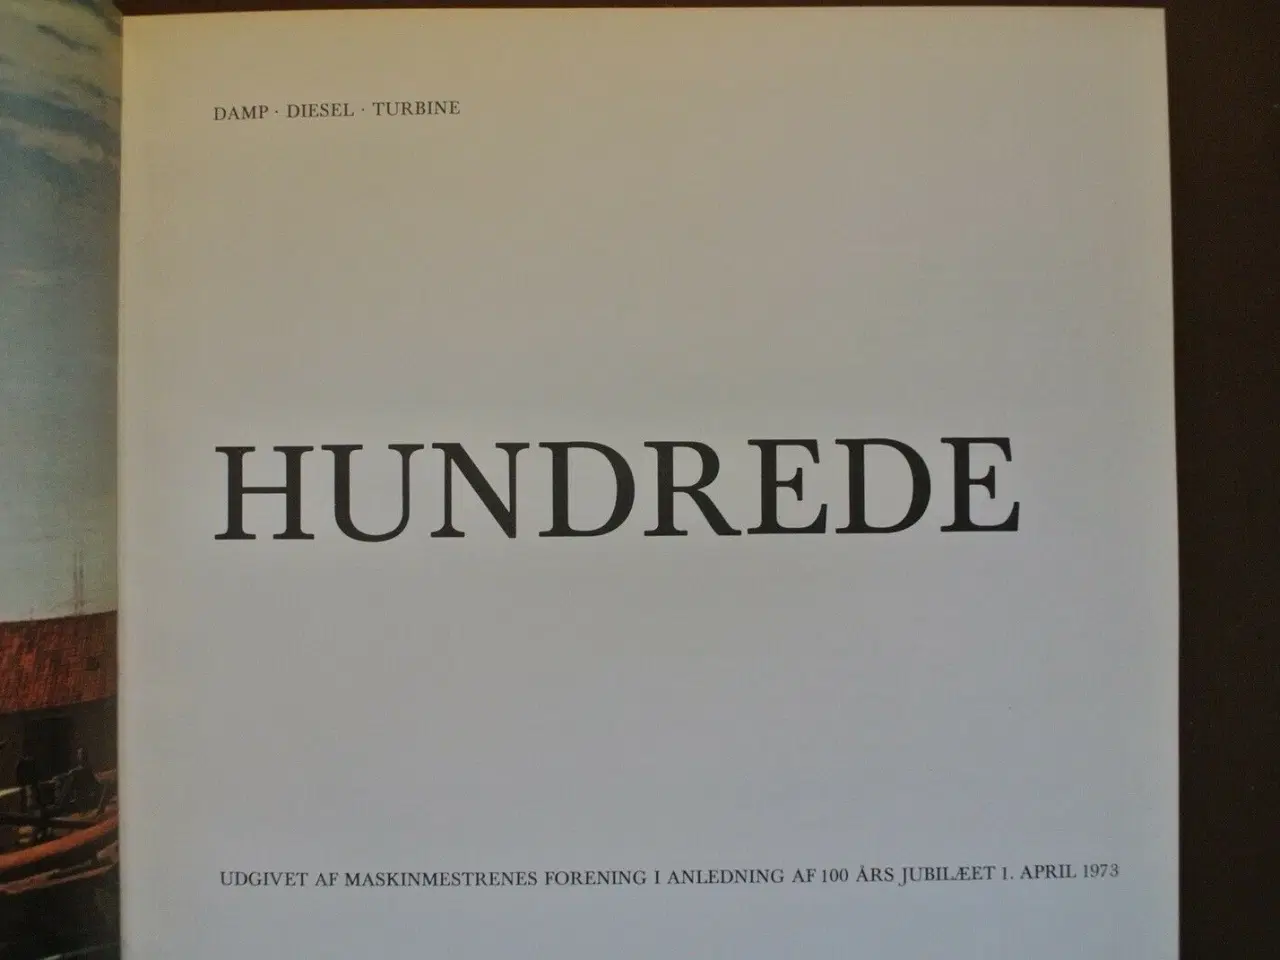 DAMP · DIESEL · TURBINE
HUNDREDE
UDGIVET AF MASKINMESTRENES FORENING I ANLEDNING AF 100 ÅRS JUBILÆET 1. APRIL 1973